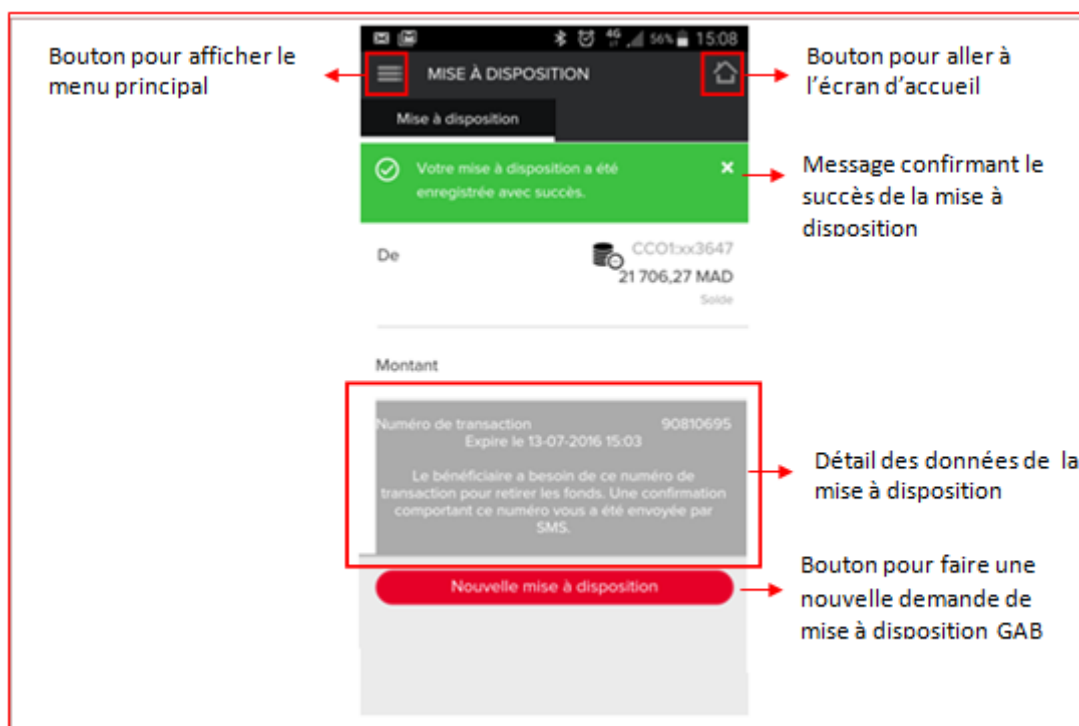 Bouton pour afficher le
menu principal
56% 15:08
4G
MISE À DISPOSITION
Bouton pour aller à
l'écran d'accueil
Mise à disposition
Votre mise à disposition a été
enregistrée avec succès.
Message confirmant le
succès de la mise à
disposition
De
CCO1:xx3647
21 706,27 MAD
Solde
Montant
Numéro de transaction 90810695
Expire le 13-07-2016 15:03
Le bénéficiaire a besoin de ce numéro de
transaction pour retirer les fonds. Une confirmation
comportant ce numéro vous a été envoyée par
SMS.
Détail des données de la
mise à disposition
Nouvelle mise à disposition
Bouton pour faire une
nouvelle demande de
mise à disposition GAB